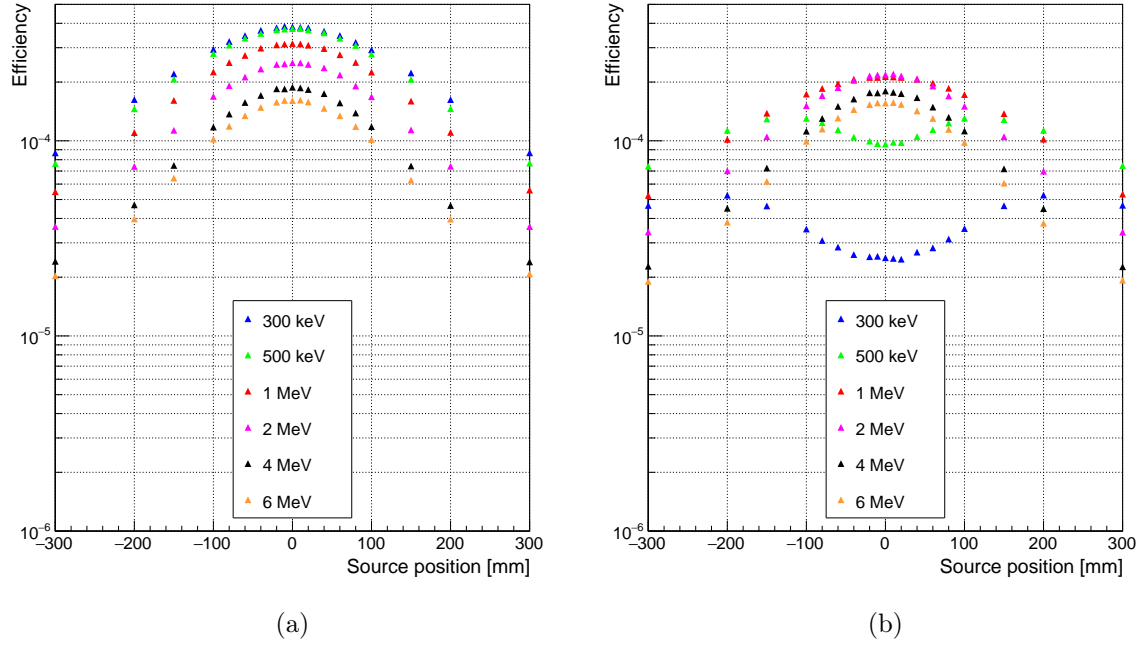 Efficiency
10⁻⁴
10⁻⁵
10⁻⁶
300 keV
500 keV
1 MeV
2 MeV
4 MeV
6 MeV
−300 −200 −100 0 100 200 300
Source position [mm]
(a)
Efficiency
10⁻⁴
10⁻⁵
10⁻⁶
300 keV
500 keV
1 MeV
2 MeV
4 MeV
6 MeV
−300 −200 −100 0 100 200 300
Source position [mm]
(b)